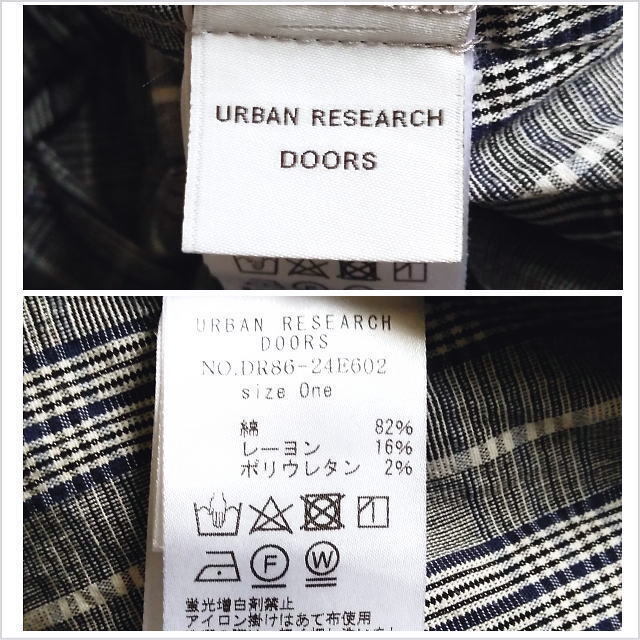 URBAN RESEARCH
DOORS
URBAN RESEARCH
DOORS
NO.DR86-24E602
size One
綿 82%
レーヨン 16%
ポリウレタン 2%
F W
蛍光増白剤禁止
アイロン掛けはあて布使用